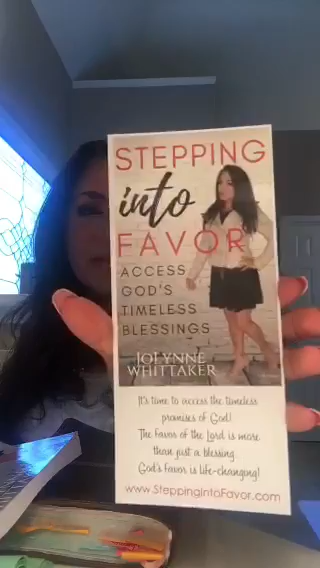 STEPPING
into
FAVOR
ACCESS
GOD'S
TIMELESS
BLESSINGS
JOLYNNE
WHITTAKER
It's time to access the timeless
promises of God!
The Favor of the Lord is more
than just a blessing
God's Favor is life-changing!
www.SteppingintoFavor.com